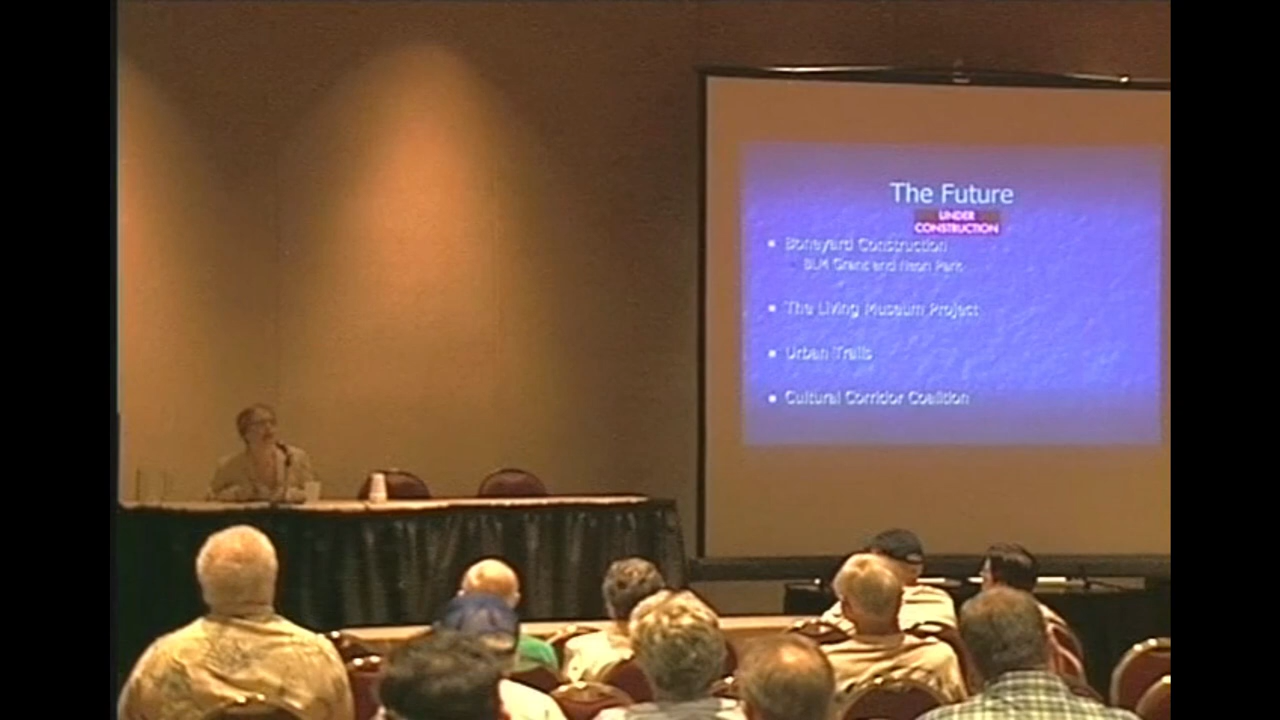 The Future
UNDER
CONSTRUCTION
Boneyard Construction
BLM Grant and Neon Park
The Living Museum Project
Urban Trails
Cultural Corridor Coalition